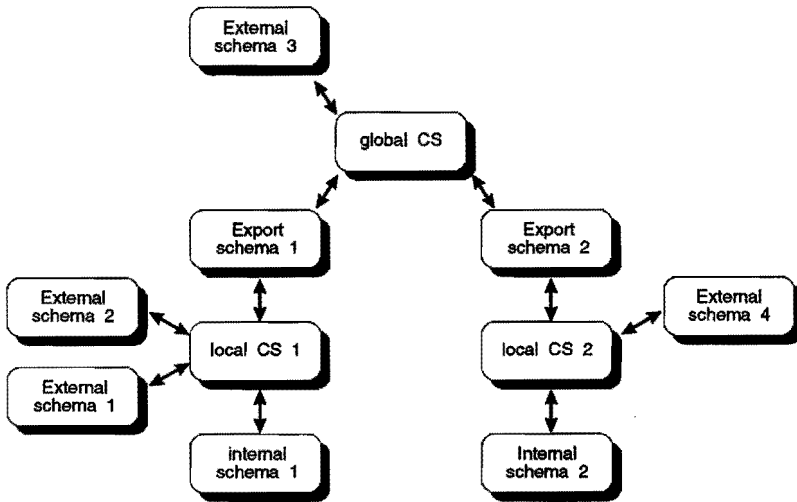 External
schema 3
global CS
Export
schema 1
Export
schema 2
External
schema 2
External
schema 4
local CS 1
local CS 2
External
schema 1
internal
schema 1
Internal
schema 2